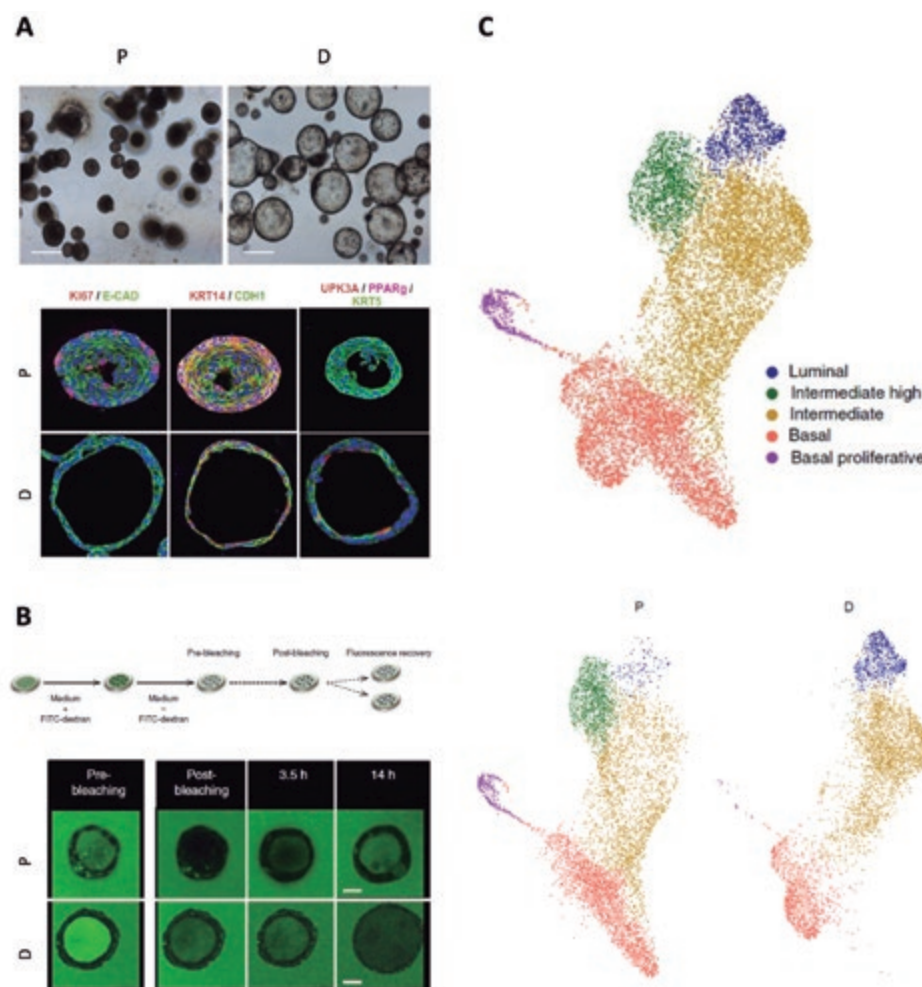 A
P
D
KI67 / E-CAD
KRT14 / CDH1
UPK3A / PPARg /
KRT5
P
D
B
Pre-bleaching
Post-bleaching
Fluorescence recovery
Medium
+
FITC-dextran
Medium
-
FITC-dextran
Pre-
bleaching
Post-
bleaching
3.5 h
14 h
P
D
C
Luminal
Intermediate high
Intermediate
Basal
Basal proliferative
P
D